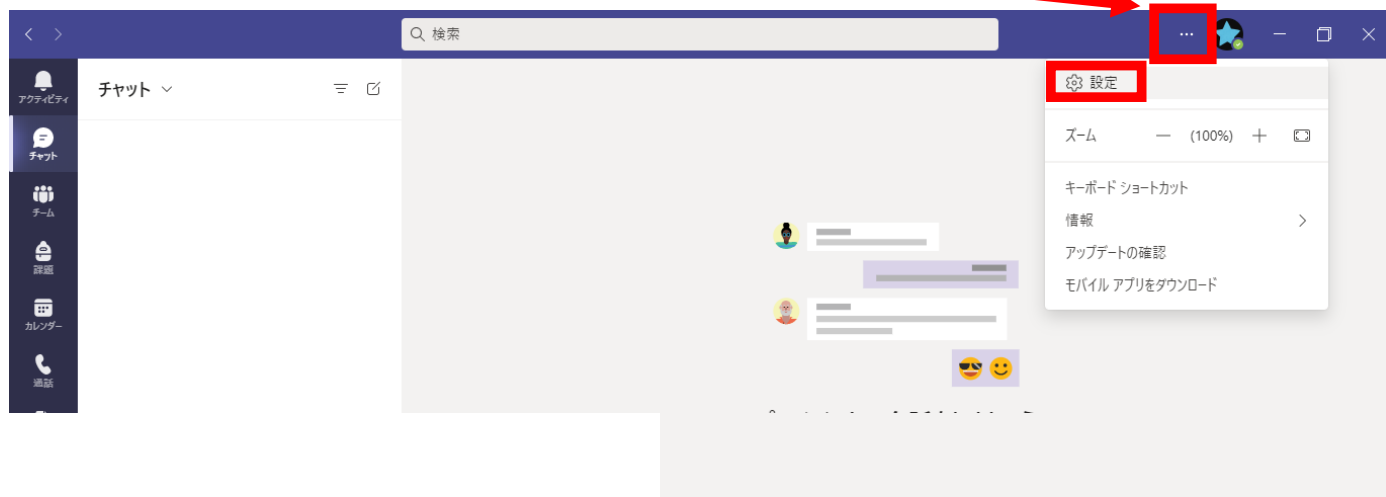 検索
アクティビティ
チャット
チーム
課題
カレンダー
通話
チャット
設定
ズーム
(100%)
キーボード ショートカット
情報
アップデートの確認
モバイル アプリをダウンロード